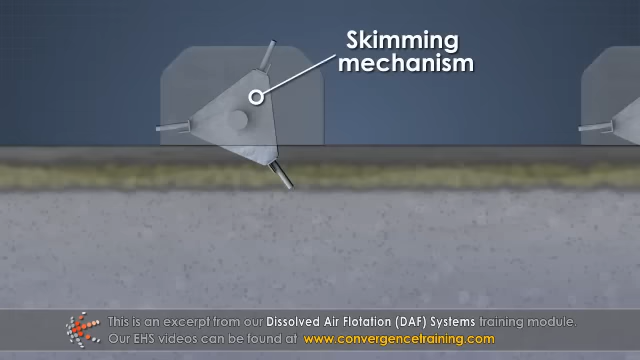 Skimming
mechanism
This is an excerpt from our Dissolved Air Flotation (DAF) Systems training module.
Our EHS videos can be found at www.convergencetraining.com